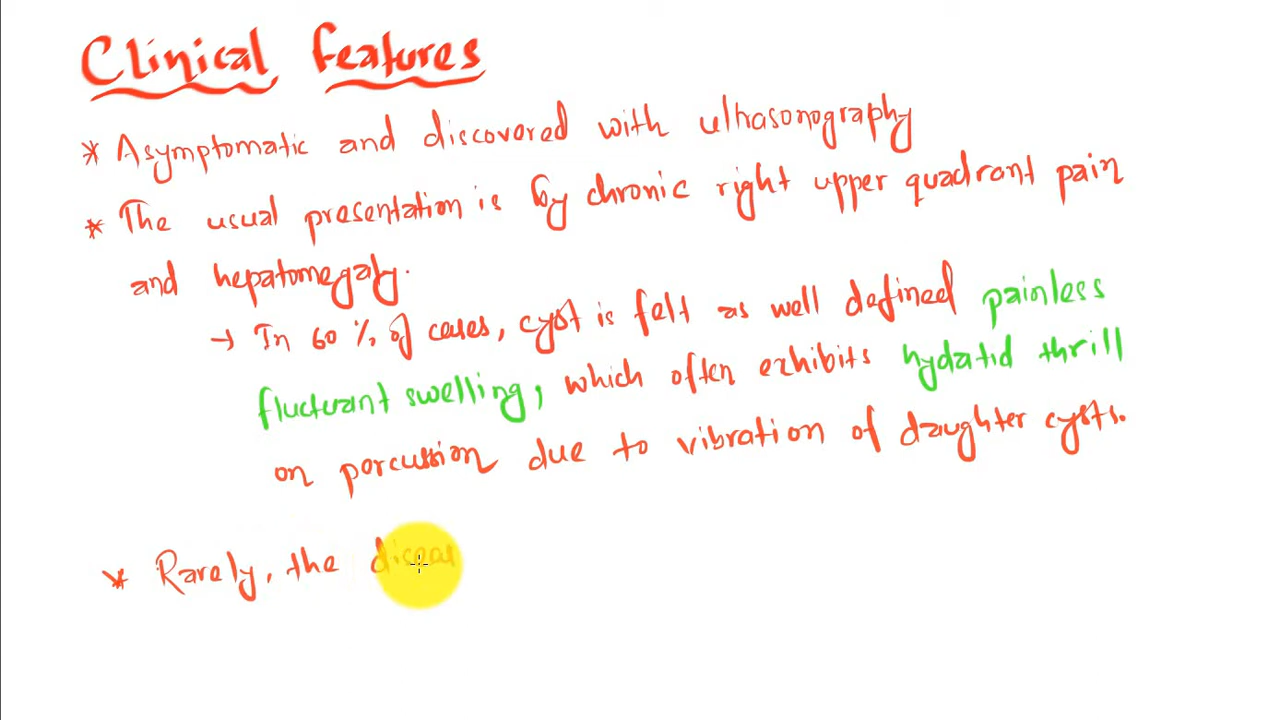 Clinical features
* Asymptomatic and discovered with ultrasonography
* The usual presentation is by chronic right upper quadrant pain
and hepatomegaly.
→ In 60 % of cases, cyst is felt as well defined painless
fluctuant swelling, which often exhibits hydatid thrill
on percussion due to vibration of daughter cysts.
* Rarely, the diseas